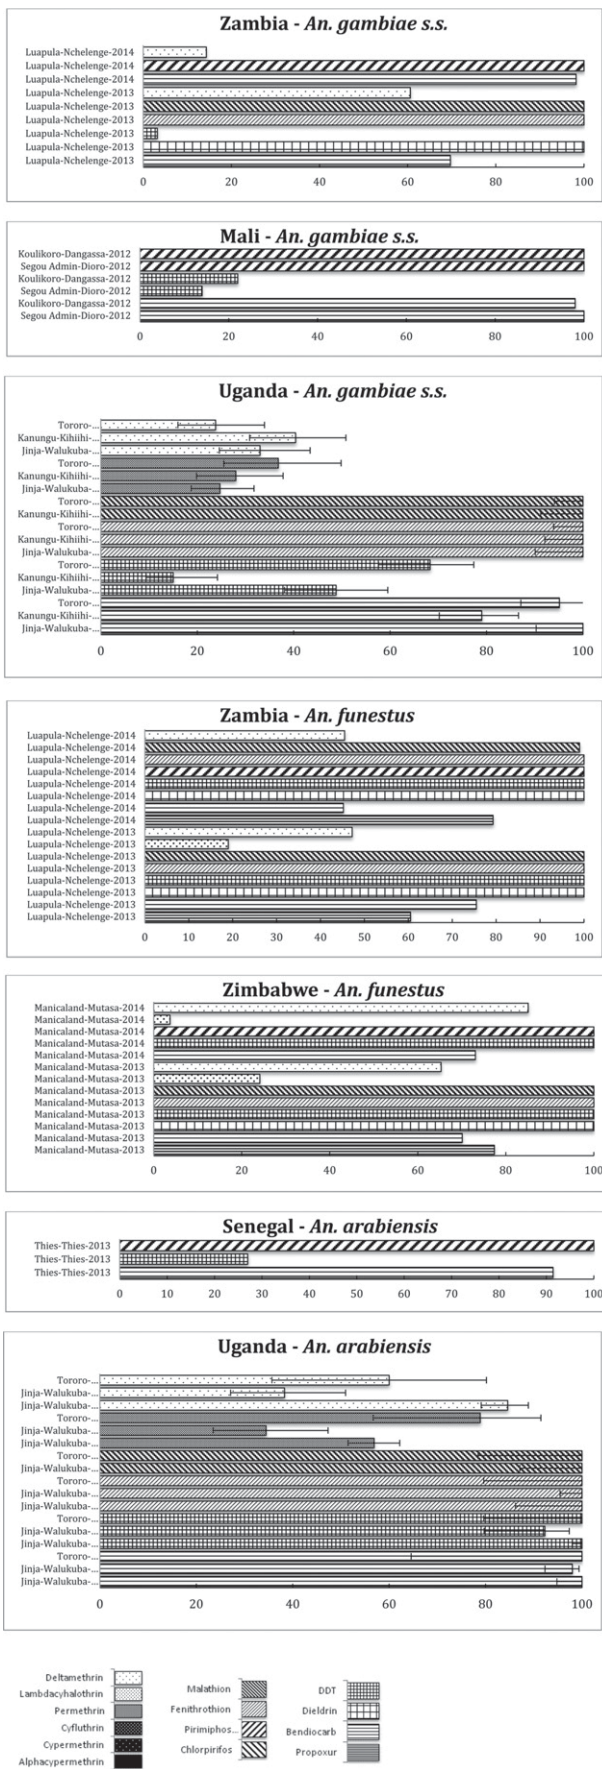 Zambia - An. gambiae s.s.
Luapula-Nchelenge-2014
Luapula-Nchelenge-2014
Luapula-Nchelenge-2014
Luapula-Nchelenge-2013
Luapula-Nchelenge-2013
Luapula-Nchelenge-2013
Luapula-Nchelenge-2013
Luapula-Nchelenge-2013
Luapula-Nchelenge-2013
0 20 40 60 80 100
Mali - An. gambiae s.s.
Koulikoro-Dangassa-2012
Segou Admin-Dioro-2012
Koulikoro-Dangassa-2012
Segou Admin-Dioro-2012
Koulikoro-Dangassa-2012
Segou Admin-Dioro-2012
0 20 40 60 80 100
Uganda - An. gambiae s.s.
Tororo-...
Kanungu-Kihiihi-...
Jinja-Walukuba-...
Tororo-...
Kanungu-Kihiihi-...
Jinja-Walukuba-...
Tororo-...
Kanungu-Kihiihi-...
Tororo-...
Kanungu-Kihiihi-...
Jinja-Walukuba-...
Tororo-...
Kanungu-Kihiihi-...
Jinja-Walukuba-...
Tororo-...
Kanungu-Kihiihi-...
Jinja-Walukuba-...
0 20 40 60 80 100
Zambia - An. funestus
Luapula-Nchelenge-2014
Luapula-Nchelenge-2014
Luapula-Nchelenge-2014
Luapula-Nchelenge-2014
Luapula-Nchelenge-2014
Luapula-Nchelenge-2014
Luapula-Nchelenge-2014
Luapula-Nchelenge-2014
Luapula-Nchelenge-2013
Luapula-Nchelenge-2013
Luapula-Nchelenge-2013
Luapula-Nchelenge-2013
Luapula-Nchelenge-2013
Luapula-Nchelenge-2013
Luapula-Nchelenge-2013
Luapula-Nchelenge-2013
0 10 20 30 40 50 60 70 80 90 100
Zimbabwe - An. funestus
Manicaland-Mutasa-2014
Manicaland-Mutasa-2014
Manicaland-Mutasa-2014
Manicaland-Mutasa-2014
Manicaland-Mutasa-2014
Manicaland-Mutasa-2013
Manicaland-Mutasa-2013
Manicaland-Mutasa-2013
Manicaland-Mutasa-2013
Manicaland-Mutasa-2013
Manicaland-Mutasa-2013
Manicaland-Mutasa-2013
Manicaland-Mutasa-2013
0 20 40 60 80 100
Senegal - An. arabiensis
Thies-Thies-2013
Thies-Thies-2013
Thies-Thies-2013
0 10 20 30 40 50 60 70 80 90 100
Uganda - An. arabiensis
Tororo-...
Jinja-Walukuba-...
Jinja-Walukuba-...
Tororo-...
Jinja-Walukuba-...
Jinja-Walukuba-...
Tororo-...
Jinja-Walukuba-...
Tororo-...
Jinja-Walukuba-...
Jinja-Walukuba-...
Tororo-...
Jinja-Walukuba-...
Jinja-Walukuba-...
Tororo-...
Jinja-Walukuba-...
Jinja-Walukuba-...
0 20 40 60 80 100
Deltamethrin
Lambdacyhalothrin
Permethrin
Cyfluthrin
Cypermethrin
Alphacypermethrin
Malathion
Fenithrothion
Pirimiphos...
Chlorpirifos
DDT
Dieldrin
Bendiocarb
Propoxur